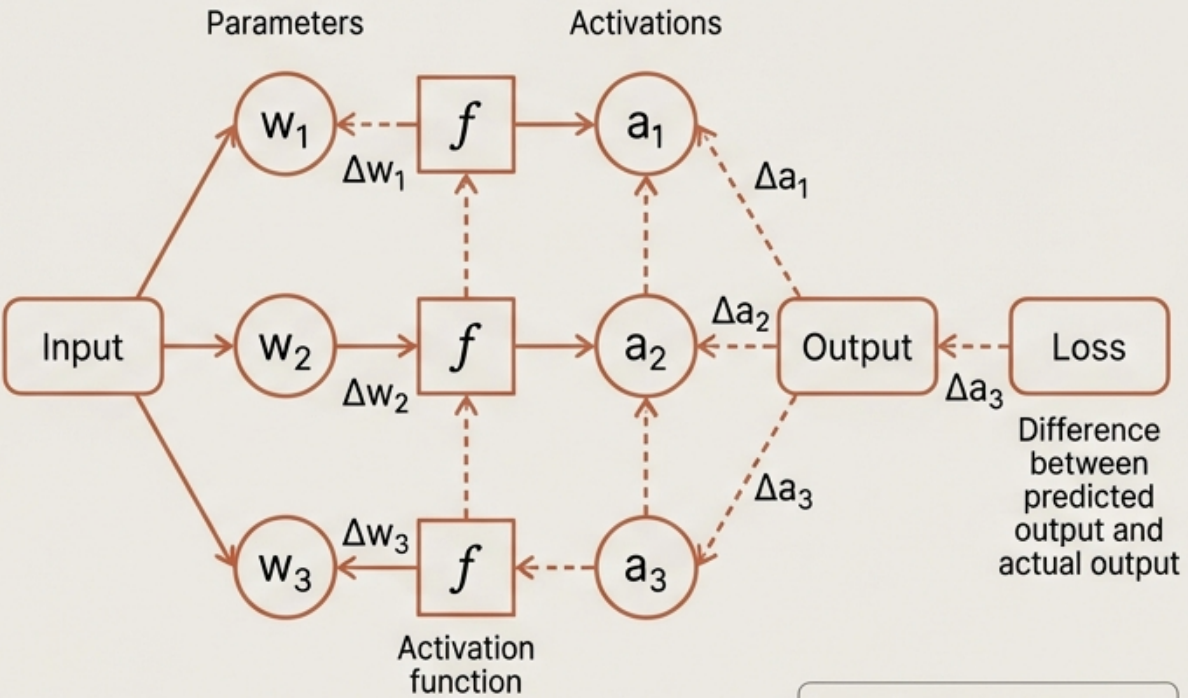 Parameters
Activations
w₁
f
a₁
Δw₁
Δa₁
Input
w₂
f
a₂
Δa₂
Output
Loss
Δw₂
Δa₃
Difference
between
predicted
output and
actual output
Δa₃
Δw₃
w₃
f
a₃
Activation
function